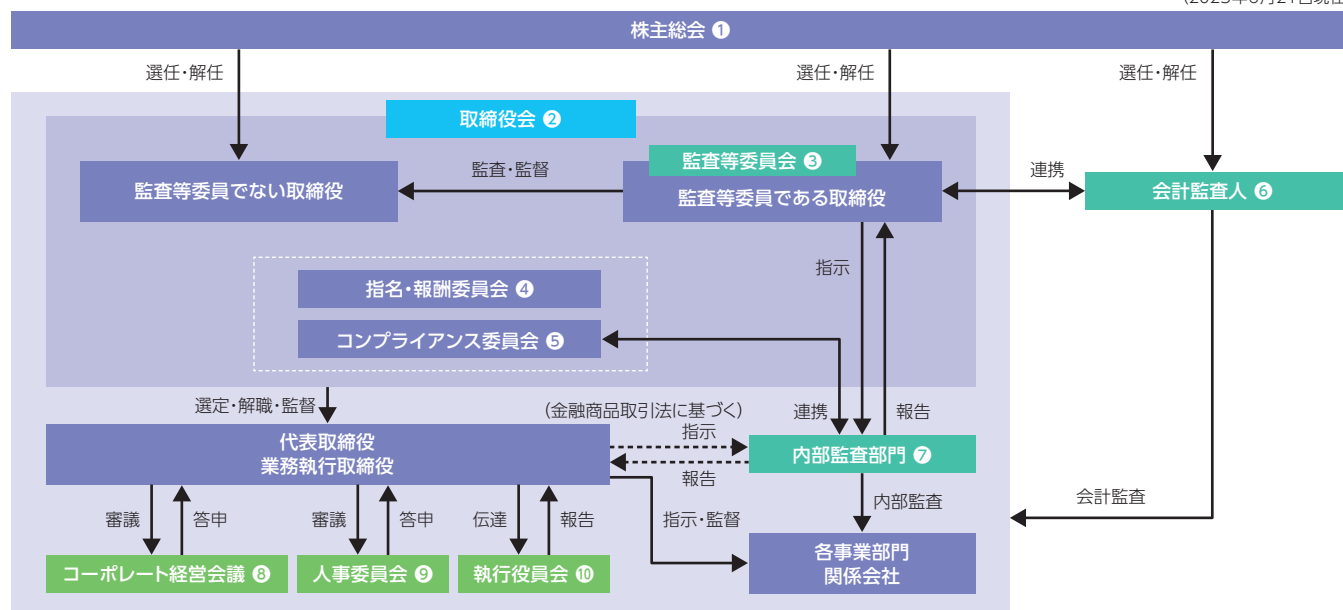 株主総会 ❶
選任・解任
選任・解任
選任・解任
取締役会 ❷
監査等委員会 ❸
監査等委員でない取締役
監査・監督
監査等委員である取締役
連携
会計監査人 ❻
指示
指名・報酬委員会 ❹
コンプライアンス委員会 ❺
選定・解職・監督
(金融商品取引法に基づく)
連携
報告
指示
代表取締役
業務執行取締役
内部監査部門 ❼
報告
内部監査
会計監査
審議
答申
審議
答申
伝達
報告
指示・監督
コーポレート経営会議 ❽
人事委員会 ❾
執行役員会 ❿
各事業部門
関係会社